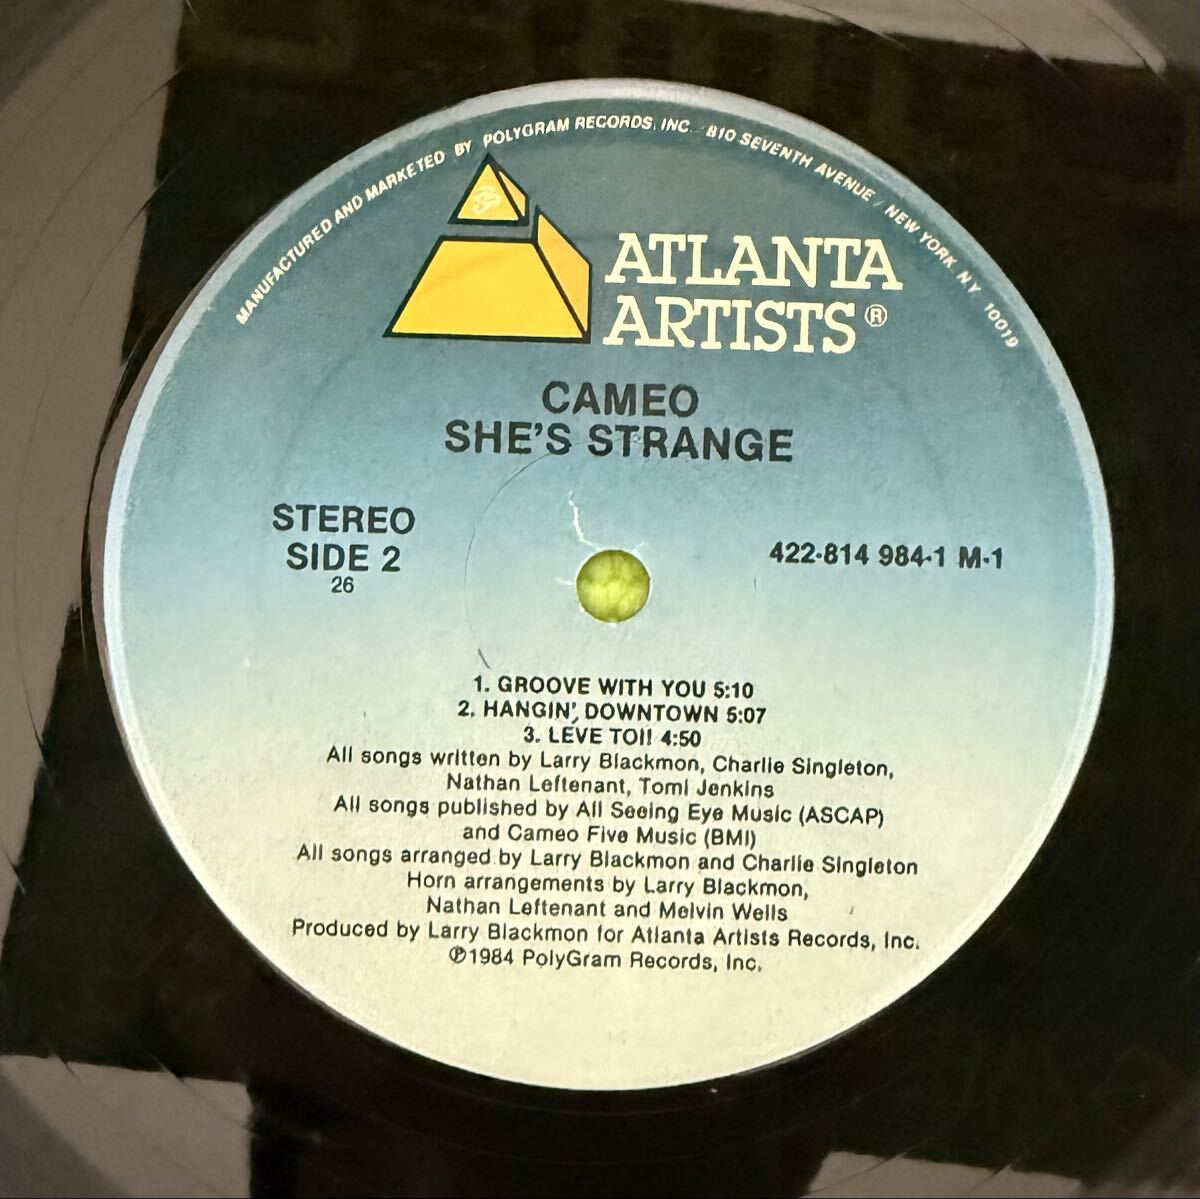 MANUFACTURED AND MARKETED BY POLYGRAM RECORDS, INC. 810 SEVENTH AVENUE / NEW YORK N.Y. 10019
ATLANTA
ARTISTS®
CAMEO
SHE'S STRANGE
STEREO
SIDE 2
26
422-814 984-1 M-1
1. GROOVE WITH YOU 5:10
2. HANGIN', DOWNTOWN 5:07
3. LEVE TOI! 4:50
All songs written by Larry Blackmon, Charlie Singleton,
Nathan Leftenant, Tomi Jenkins
All songs published by All Seeing Eye Music (ASCAP)
and Cameo Five Music (BMI)
All songs arranged by Larry Blackmon and Charlie Singleton
Horn arrangements by Larry Blackmon,
Nathan Leftenant and Melvin Wells
Produced by Larry Blackmon for Atlanta Artists Records, Inc.
℗1984 PolyGram Records, Inc.